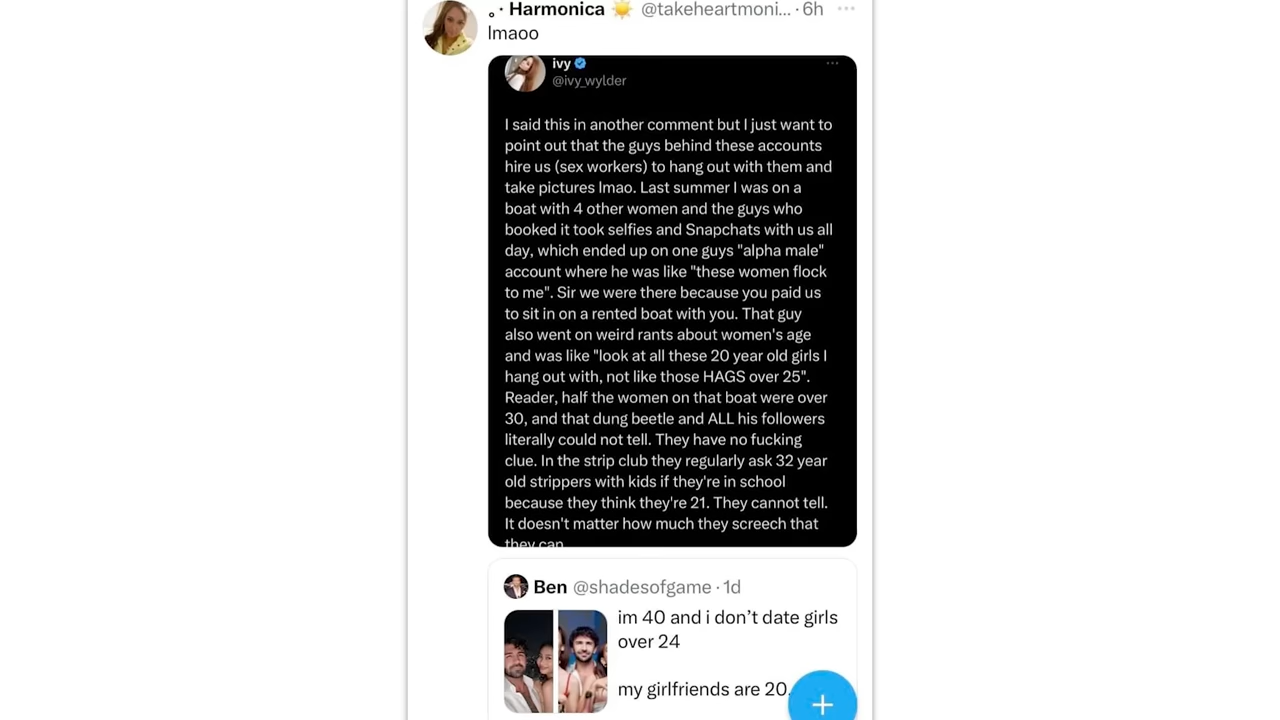 Harmonica @takeheartmoni... · 6h
lmaoo
ivy
@ivy_wylder
I said this in another comment but I just want to
point out that the guys behind these accounts
hire us (sex workers) to hang out with them and
take pictures lmao. Last summer I was on a
boat with 4 other women and the guys who
booked it took selfies and Snapchats with us all
day, which ended up on one guys "alpha male"
account where he was like "these women flock
to me". Sir we were there because you paid us
to sit in on a rented boat with you. That guy
also went on weird rants about women's age
and was like "look at all these 20 year old girls I
hang out with, not like those HAGS over 25".
Reader, half the women on that boat were over
30, and that dung beetle and ALL his followers
literally could not tell. They have no fucking
clue. In the strip club they regularly ask 32 year
old strippers with kids if they're in school
because they think they're 21. They cannot tell.
It doesn't matter how much they screech that
they can
Ben @shadesofgame · 1d
im 40 and i don't date girls
over 24
my girlfriends are 20.